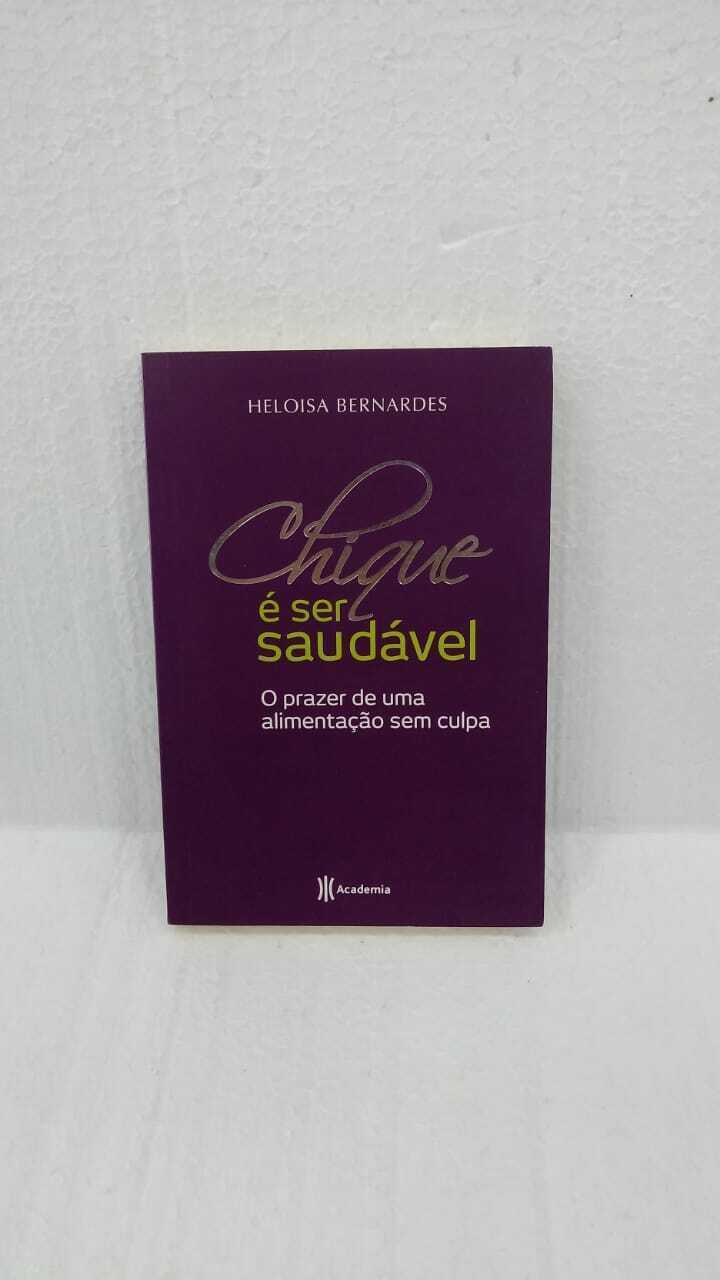 HELOISA BERNARDES
Chique
é ser
saudável
O prazer de uma
alimentação sem culpa
Academia